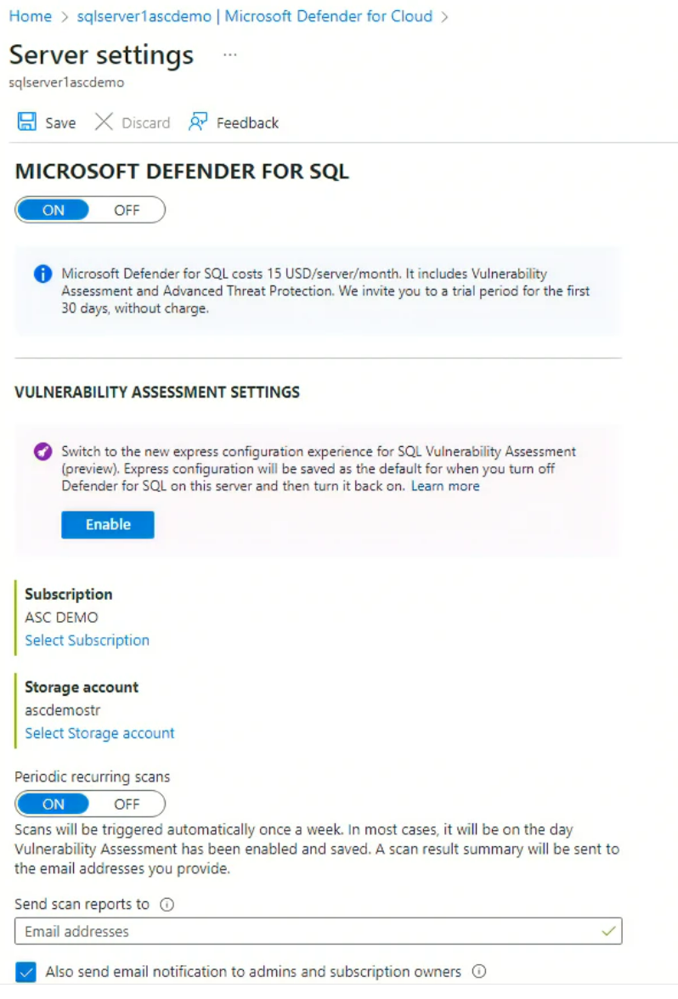 Home > sqlserver1ascdemo | Microsoft Defender for Cloud >
Server settings ...
sqlserver1ascdemo
Save Discard Feedback
MICROSOFT DEFENDER FOR SQL
ON OFF
Microsoft Defender for SQL costs 15 USD/server/month. It includes Vulnerability
Assessment and Advanced Threat Protection. We invite you to a trial period for the first
30 days, without charge.
VULNERABILITY ASSESSMENT SETTINGS
Switch to the new express configuration experience for SQL Vulnerability Assessment
(preview). Express configuration will be saved as the default for when you turn off
Defender for SQL on this server and then turn it back on. Learn more
Enable
Subscription
ASC DEMO
Select Subscription
Storage account
ascdemostr
Select Storage account
Periodic recurring scans
ON OFF
Scans will be triggered automatically once a week. In most cases, it will be on the day
Vulnerability Assessment has been enabled and saved. A scan result summary will be sent to
the email addresses you provide.
Send scan reports to
Email addresses
Also send email notification to admins and subscription owners